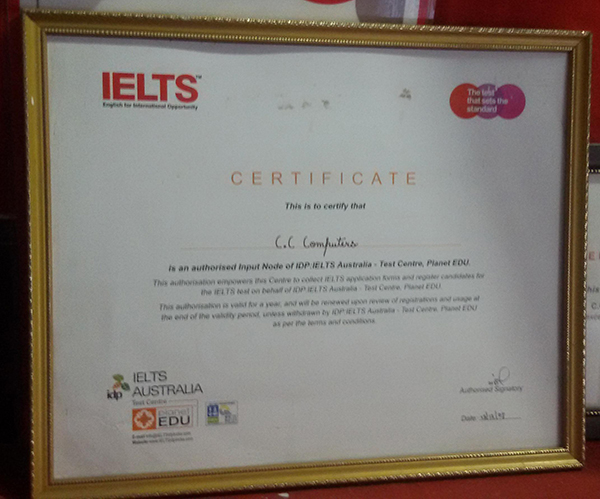 IELTS™
English for International Opportunity
The test
that sets the
standard
CERTIFICATE
This is to certify that
C.C Computers
is an authorised Input Node of IDP:IELTS Australia - Test Centre, Planet EDU.
This authorisation empowers this Centre to collect IELTS application forms and register candidates for
the IELTS test on behalf of IDP:IELTS Australia - Test Centre, Planet EDU.
This authorisation is valid for a year, and will be renewed upon review of registrations and usage at
the end of the validity period, unless withdrawn by IDP:IELTS Australia - Test Centre, Planet EDU
as per the terms and conditions.
idp
IELTS
AUSTRALIA
Test Centre
planet
EDU
Authorised Signatory
Date